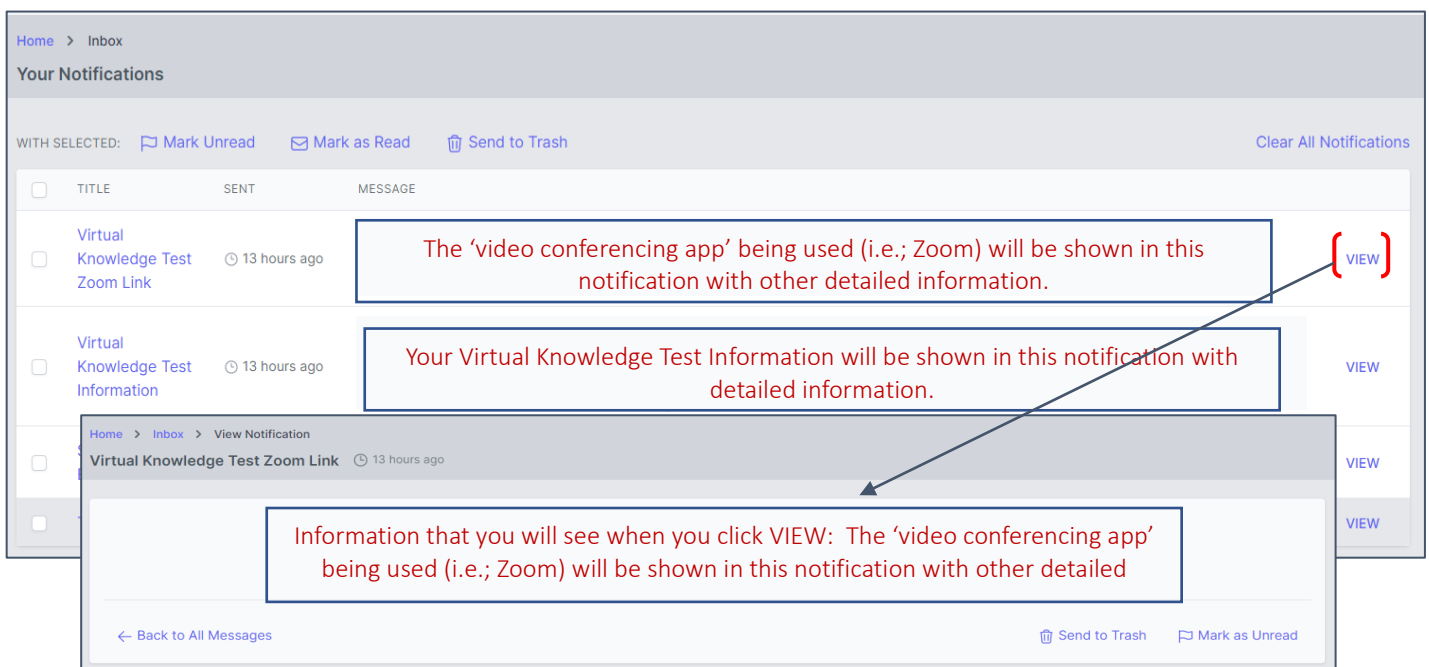 Home > Inbox
Your Notifications
WITH SELECTED: Mark Unread Mark as Read Send to Trash Clear All Notifications
TITLE SENT MESSAGE
Virtual
Knowledge Test
Zoom Link
13 hours ago
The ‘video conferencing app’ being used (i.e.; Zoom) will be shown in this
notification with other detailed information.
VIEW
Virtual
Knowledge Test
Information
13 hours ago
Your Virtual Knowledge Test Information will be shown in this notification with
detailed information.
VIEW
VIEW
VIEW
Home > Inbox > View Notification
Virtual Knowledge Test Zoom Link 13 hours ago
Information that you will see when you click VIEW: The ‘video conferencing app’
being used (i.e.; Zoom) will be shown in this notification with other detailed
← Back to All Messages Send to Trash Mark as Unread